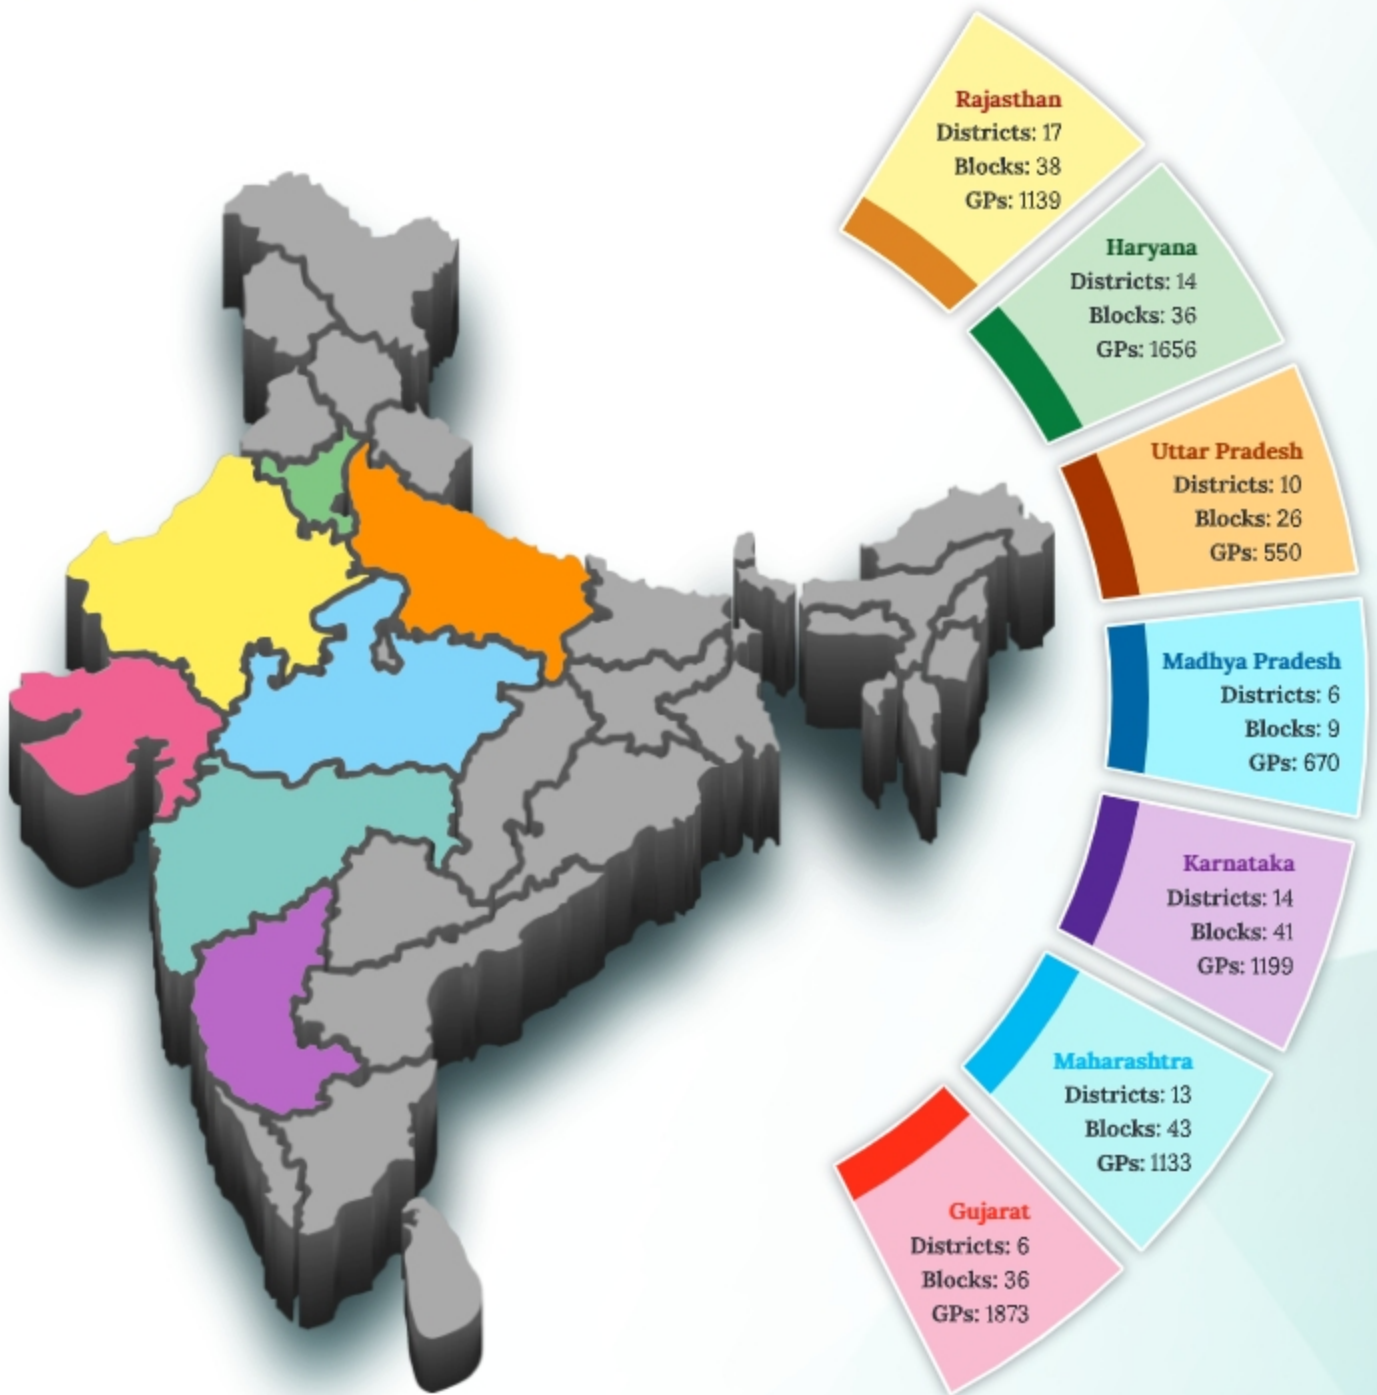 Rajasthan
Districts: 17
Blocks: 38
GPs: 1139
Haryana
Districts: 14
Blocks: 36
GPs: 1656
Uttar Pradesh
Districts: 10
Blocks: 26
GPs: 550
Madhya Pradesh
Districts: 6
Blocks: 9
GPs: 670
Karnataka
Districts: 14
Blocks: 41
GPs: 1199
Maharashtra
Districts: 13
Blocks: 43
GPs: 1133
Gujarat
Districts: 6
Blocks: 36
GPs: 1873